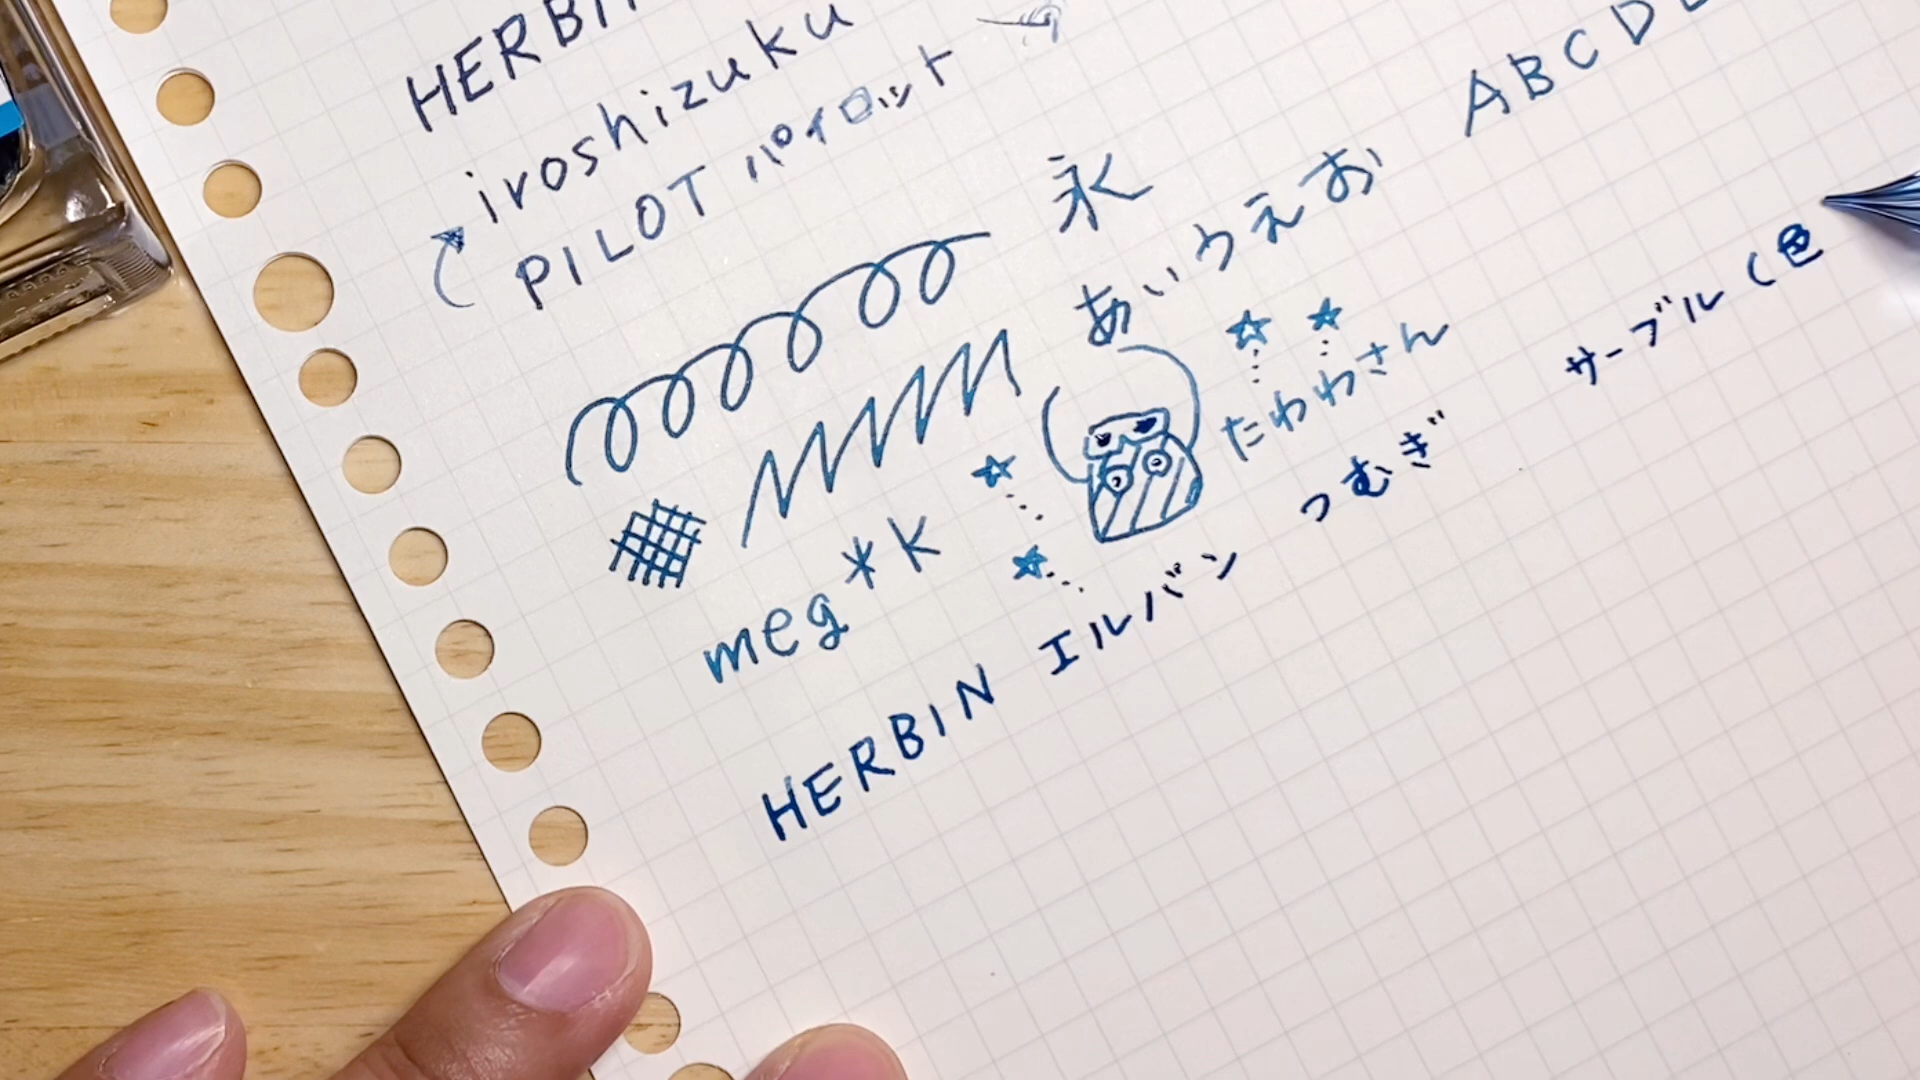 HERBIN
iroshizuku
PILOT パイロット
永
ABCD
あいうえお
たわわさん
meg*K
つむぎ
サーブル(色
HERBIN エルバン